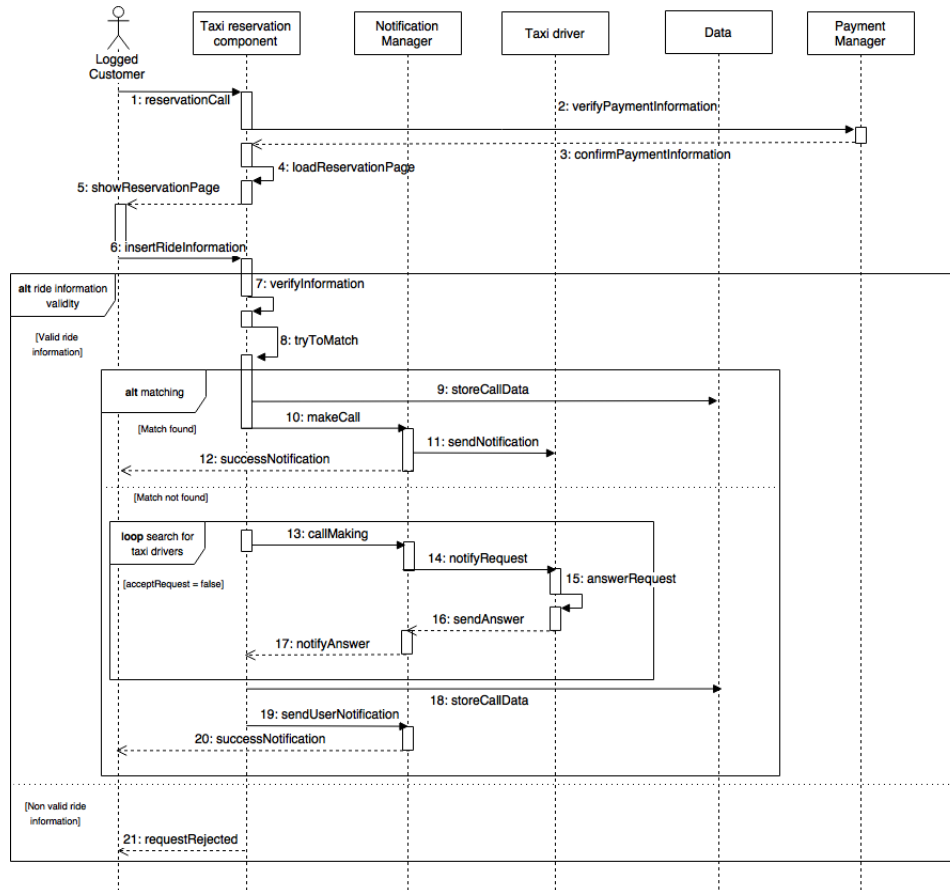 Logged
Customer
Taxi reservation
component
Notification
Manager
Taxi driver
Data
Payment
Manager
1: reservationCall
2: verifyPaymentInformation
3: confirmPaymentInformation
4: loadReservationPage
5: showReservationPage
6: insertRideInformation
alt ride information
validity
7: verifyInformation
[Valid ride
information]
8: tryToMatch
alt matching
9: storeCallData
[Match found]
10: makeCall
11: sendNotification
12: successNotification
[Match not found]
loop search for
taxi drivers
13: callMaking
14: notifyRequest
[acceptRequest = false]
15: answerRequest
16: sendAnswer
17: notifyAnswer
18: storeCallData
19: sendUserNotification
20: successNotification
[Non valid ride
information]
21: requestRejected